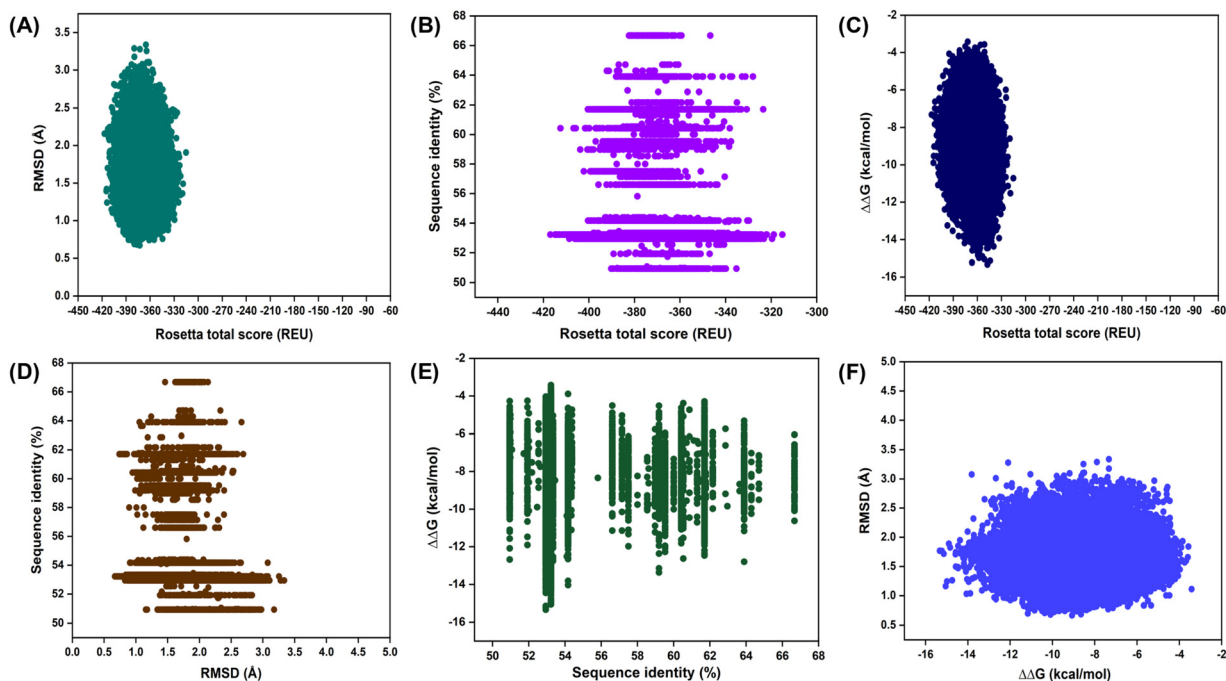 (A)
3.5
3.0
2.5
2.0
1.5
1.0
0.5
0.0
RMSD (Å)
-450 -420 -390 -360 -330 -300 -270 -240 -210 -180 -150 -120 -90 -60
Rosetta total score (REU)
(B)
68
66
64
62
60
58
56
54
52
50
Sequence identity (%)
-440 -420 -400 -380 -360 -340 -320 -300
Rosetta total score (REU)
(C)
-2
-4
-6
-8
-10
-12
-14
-16
ΔΔG (kcal/mol)
-450 -420 -390 -360 -330 -300 -270 -240 -210 -180 -150 -120 -90 -60
Rosetta total score (REU)
(D)
68
66
64
62
60
58
56
54
52
50
Sequence identity (%)
0.0 0.5 1.0 1.5 2.0 2.5 3.0 3.5 4.0 4.5 5.0
RMSD (Å)
(E)
-2
-4
-6
-8
-10
-12
-14
-16
ΔΔG (kcal/mol)
50 52 54 56 58 60 62 64 66 68
Sequence identity (%)
(F)
5.0
4.5
4.0
3.5
3.0
2.5
2.0
1.5
1.0
0.5
0.0
RMSD (Å)
-16 -14 -12 -10 -8 -6 -4 -2
ΔΔG (kcal/mol)